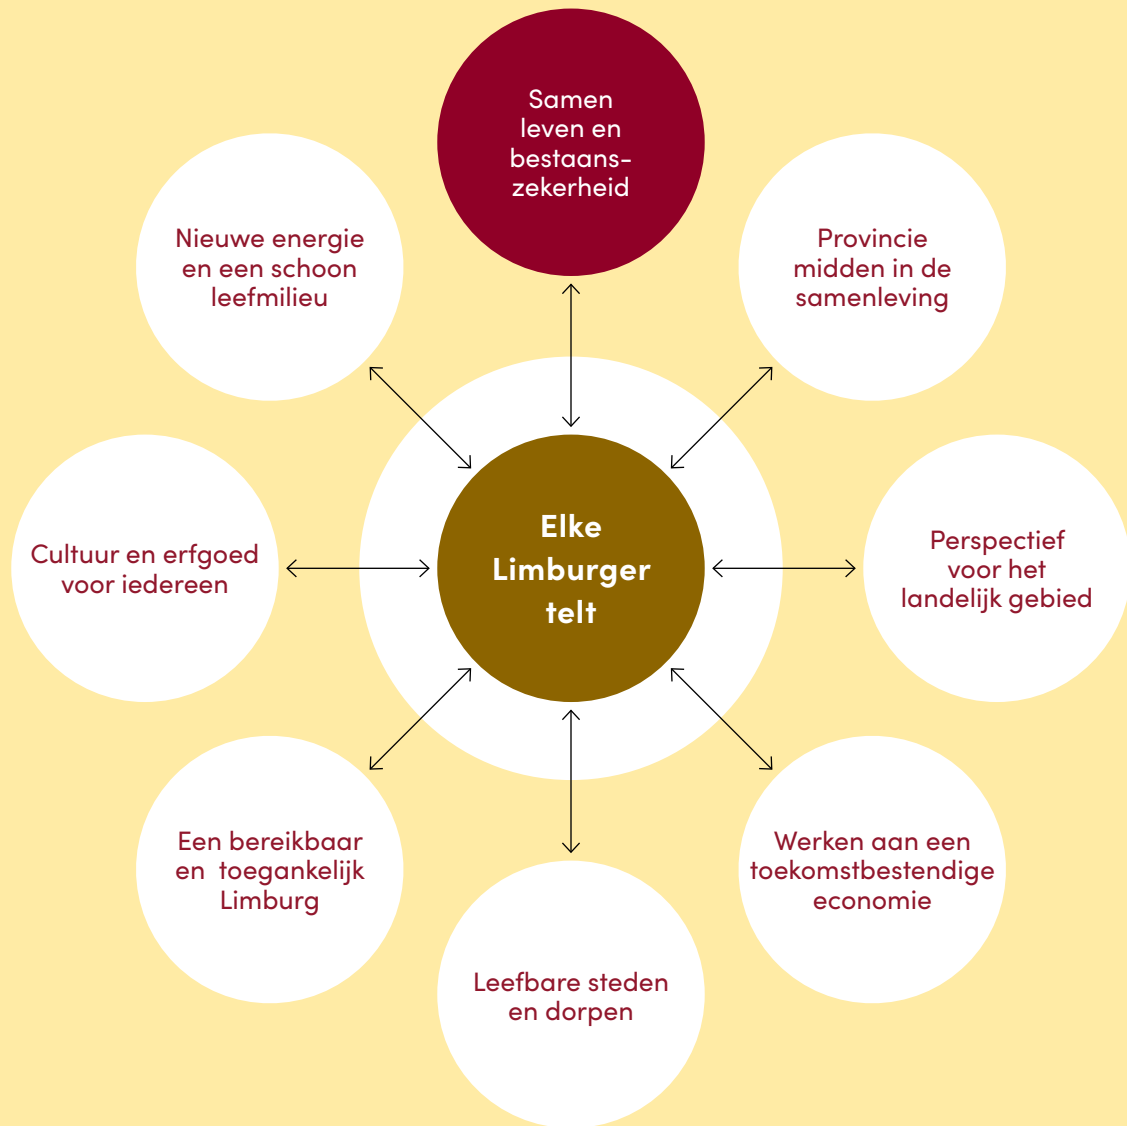 Samen
leven en
bestaans-
zekerheid
Nieuwe energie
en een schoon
leefmilieu
Provincie
midden in de
samenleving
Cultuur en erfgoed
voor iedereen
Elke
Limburger
telt
Perspectief
voor het
landelijk gebied
Een bereikbaar
en toegankelijk
Limburg
Werken aan een
toekomstbestendige
economie
Leefbare steden
en dorpen